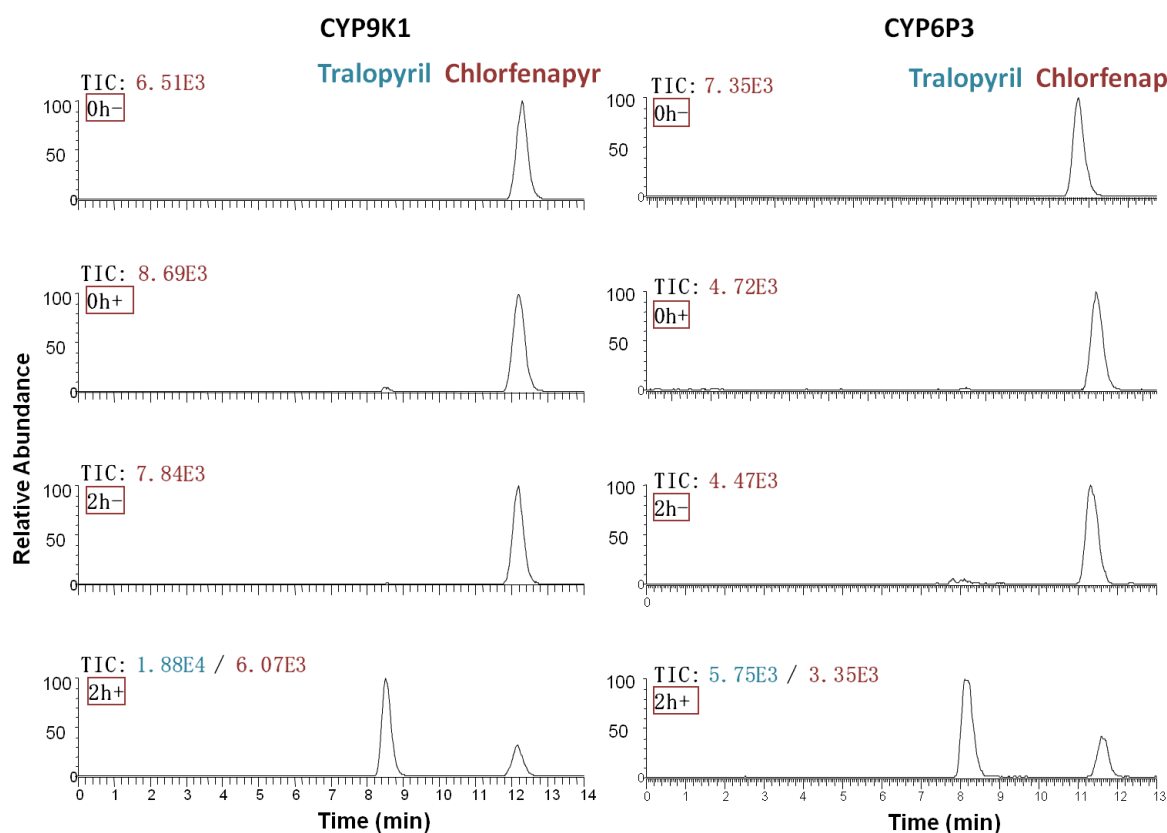 CYP9K1
Tralopyril Chlorfenapyr
TIC: 6.51E3
0h-
100
50
0
TIC: 8.69E3
0h+
100
50
0
TIC: 7.84E3
2h-
100
50
0
TIC: 1.88E4 / 6.07E3
2h+
100
50
0
0 1 2 3 4 5 6 7 8 9 10 11 12 13 14
Time (min)
Relative Abundance
CYP6P3
Tralopyril Chlorfenap
TIC: 7.35E3
0h-
100
50
0
TIC: 4.72E3
0h+
100
50
0
TIC: 4.47E3
2h-
100
50
0
0
TIC: 5.75E3 / 3.35E3
2h+
100
50
0
0 1 2 3 4 5 6 7 8 9 10 11 12 13
Time (min)